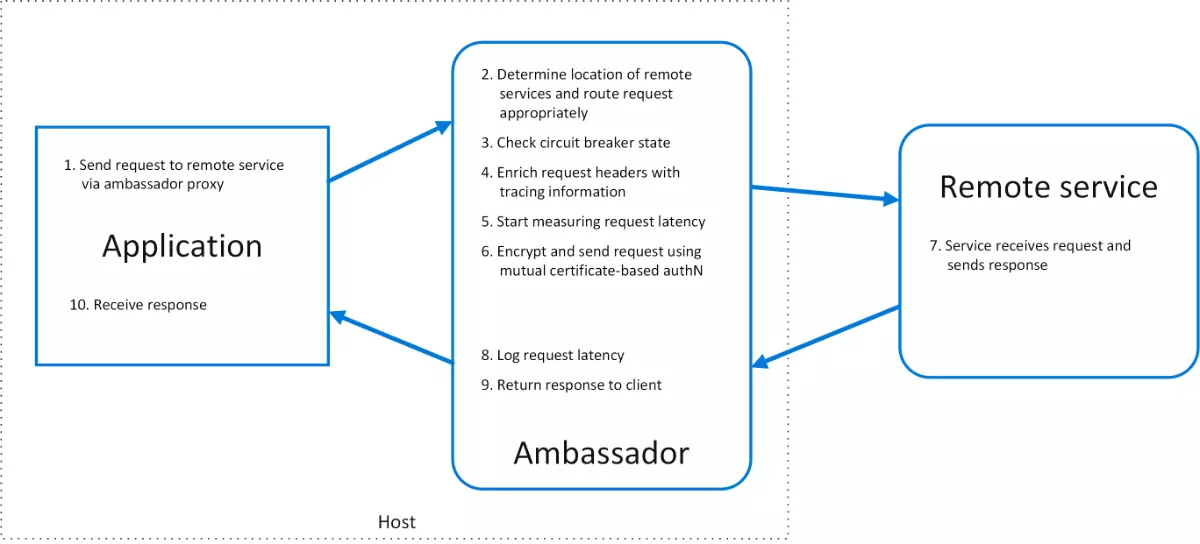 1. Send request to remote service
via ambassador proxy
Application
10. Receive response
2. Determine location of remote
services and route request
appropriately
3. Check circuit breaker state
4. Enrich request headers with
tracing information
5. Start measuring request latency
6. Encrypt and send request using
mutual certificate-based authN
8. Log request latency
9. Return response to client
Ambassador
Remote service
7. Service receives request and
sends response
Host